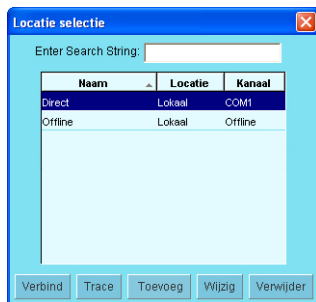 Locatie selectie
Enter Search String:
Naam Locatie Kanaal
Direct Lokaal COM1
Offline Lokaal Offline
Verbind Trace Toevoeg Wijzig Verwijder